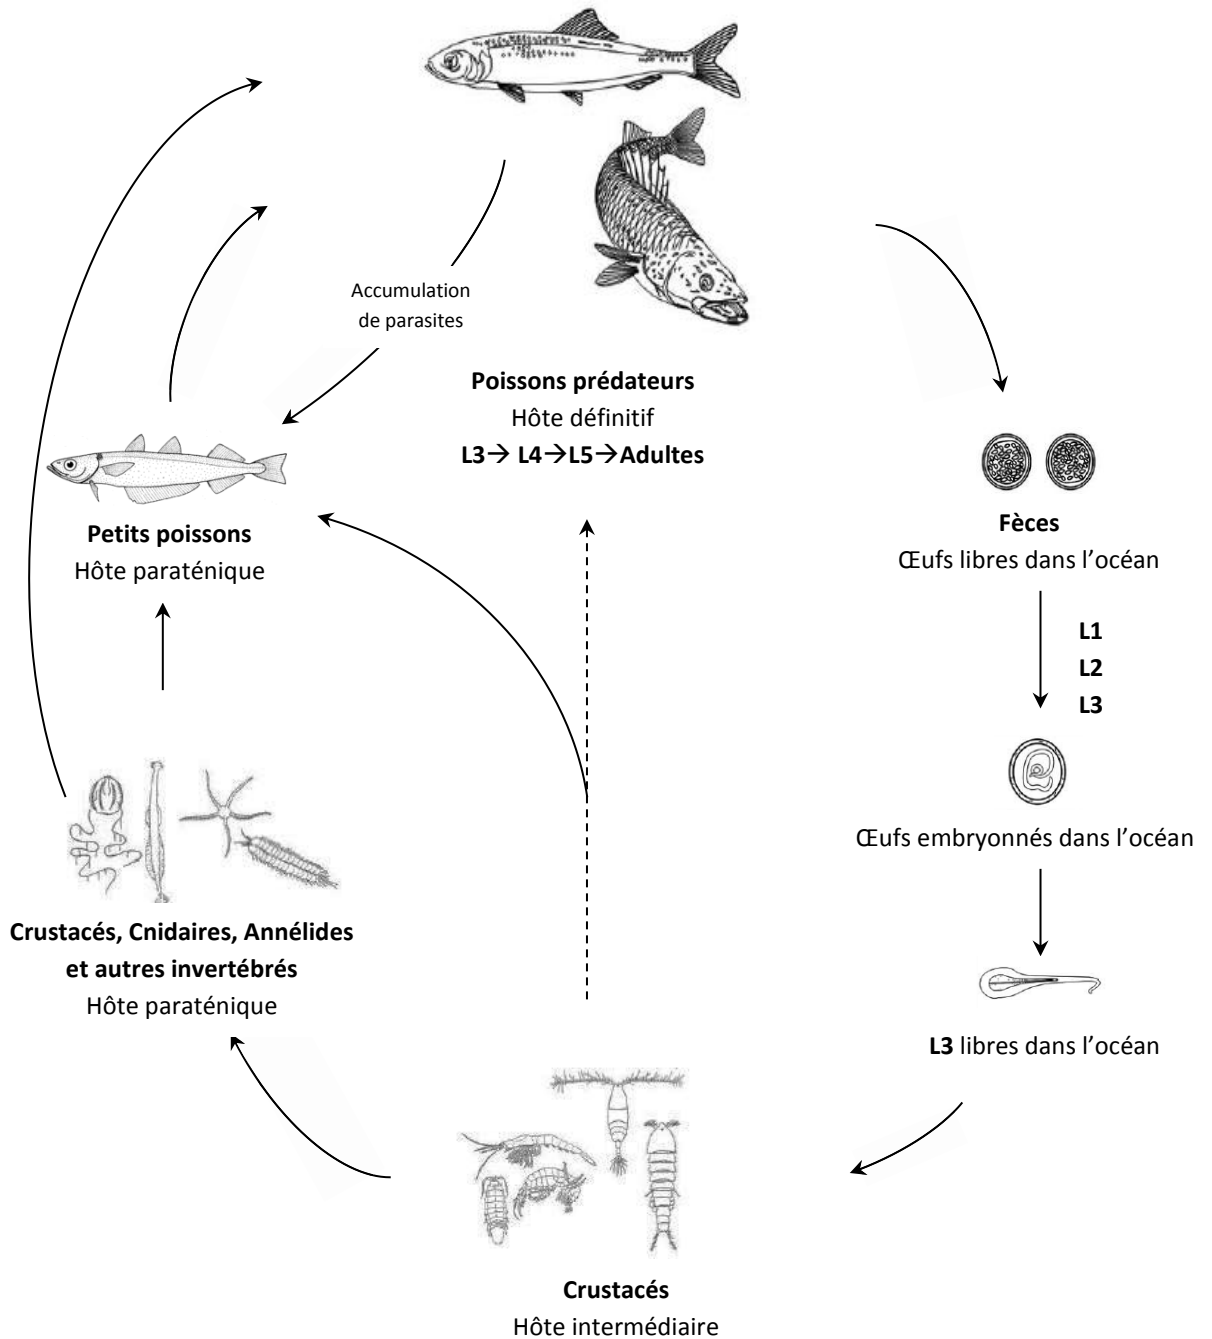 Accumulation
de parasites
Poissons prédateurs
Hôte définitif
L3→ L4→L5→Adultes
Petits poissons
Hôte paraténique
Fèces
Œufs libres dans l’océan
L1
L2
L3
Œufs embryonnés dans l’océan
Crustacés, Cnidaires, Annélides
et autres invertébrés
Hôte paraténique
L3 libres dans l’océan
Crustacés
Hôte intermédiaire